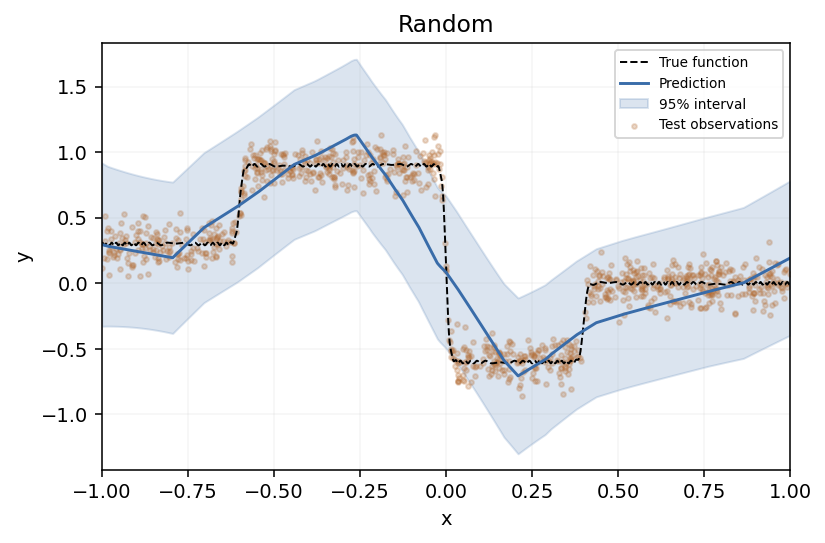 Random
True function
Prediction
95% interval
Test observations
1.5
1.0
0.5
0.0
−0.5
−1.0
y
−1.00 −0.75 −0.50 −0.25 0.00 0.25 0.50 0.75 1.00
x